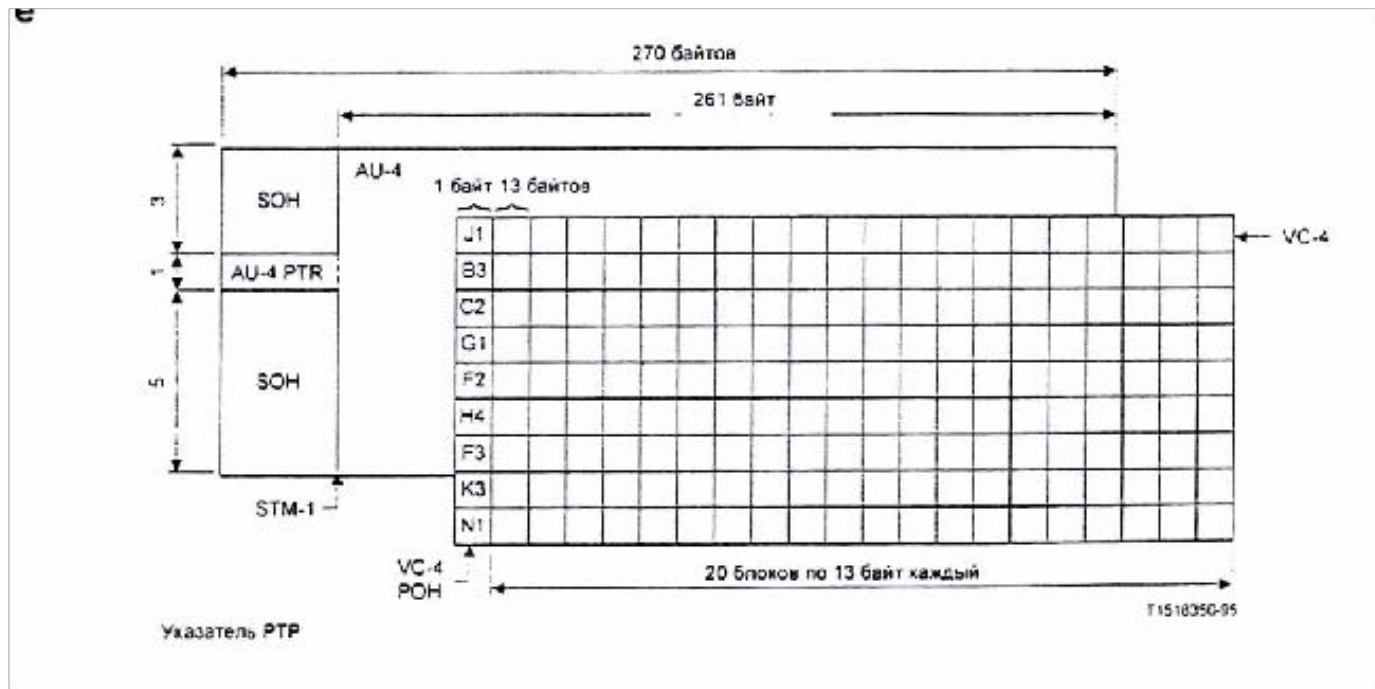 е
270 байтов
261 байт
AU-4
1 байт 13 байтов
3
SOH
J1
VC-4
1
AU-4 PTR
B3
C2
G1
5
SOH
F2
H4
F3
K3
STM-1
N1
VC-4
POH
20 блоков по 13 байт каждый
T1518350-95
Указатель PTP